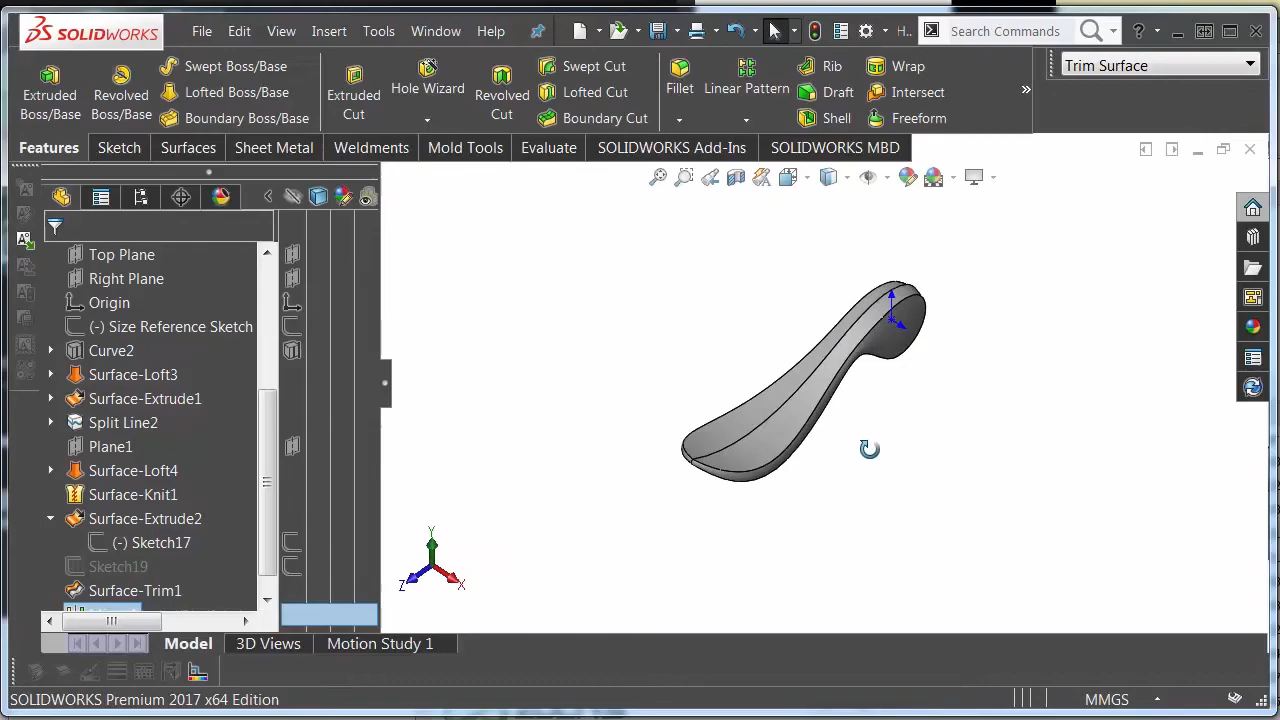 SOLIDWORKS
File Edit View Insert Tools Window Help
H..
Search Commands
?
Extruded Boss/Base
Revolved Boss/Base
Swept Boss/Base
Lofted Boss/Base
Boundary Boss/Base
Extruded Cut
Hole Wizard
Revolved Cut
Swept Cut
Lofted Cut
Boundary Cut
Fillet
Linear Pattern
Rib
Draft
Shell
Wrap
Intersect
Freeform
Trim Surface
Features Sketch Surfaces Sheet Metal Weldments Mold Tools Evaluate SOLIDWORKS Add-Ins SOLIDWORKS MBD
Top Plane
Right Plane
Origin
(-) Size Reference Sketch
Curve2
Surface-Loft3
Surface-Extrude1
Split Line2
Plane1
Surface-Loft4
Surface-Knit1
Surface-Extrude2
(-) Sketch17
Sketch19
Surface-Trim1
Y
Z
X
Model 3D Views Motion Study 1
SOLIDWORKS Premium 2017 x64 Edition
MMGS